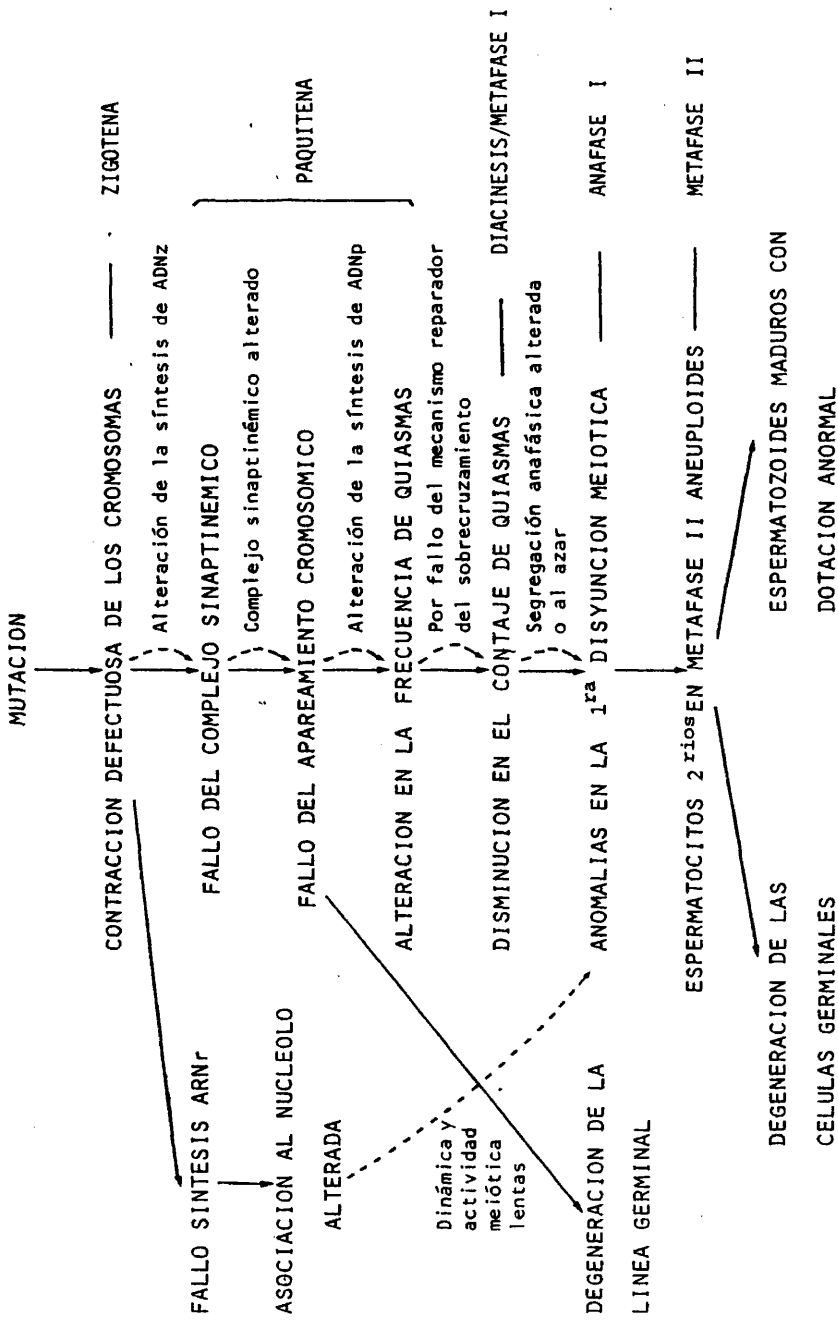 MUTACION
CONTRACCION DEFECTUOSA DE LOS CROMOSOMAS
ZIGOTENA
Alteración de la síntesis de ADNz
FALLO DEL COMPLEJO SINAPTINEMICO
Complejo sinaptinémico alterado
FALLO DEL APAREAMIENTO CROMOSOMICO
PAQUITENA
Alteración de la síntesis de ADNp
ALTERACION EN LA FRECUENCIA DE QUIASMAS
Por fallo del mecanismo reparador
del sobrecruzamiento
DISMINUCION EN EL CONTAJE DE QUIASMAS
DIACINESIS/METAFASE I
Segregación anafásica alterada
o al azar
ANOMALIAS EN LA 1ra DISYUNCION MEIOTICA
ANAFASE I
ESPERMATOCITOS 2rios EN METAFASE II ANEUPLOIDES
METAFASE II
ESPERMATOZOIDES MADUROS CON
DOTACION ANORMAL
DEGENERACION DE LAS
CELULAS GERMINALES
FALLO SINTESIS ARNr
ASOCIACION AL NUCLEOLO
ALTERADA
Dinámica y
actividad
meiótica
lentas
DEGENERACION DE LA
LINEA GERMINAL